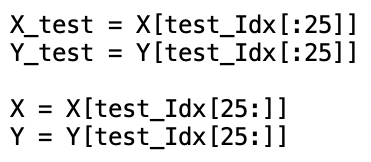 X_test = X[test_Idx[:25]]
Y_test = Y[test_Idx[:25]]
X = X[test_Idx[25:]]
Y = Y[test_Idx[25:]]